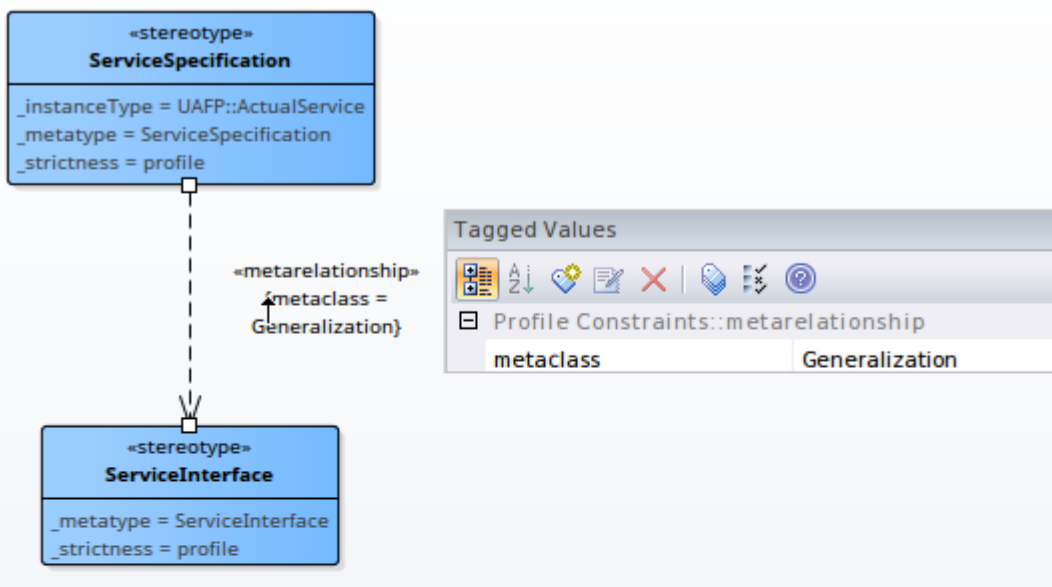 «stereotype»
ServiceSpecification
_instanceType = UAFP::ActualService
_metatype = ServiceSpecification
_strictness = profile
«metarelationship»
{metaclass =
Generalization}
Tagged Values
Profile Constraints::metarelationship
metaclass Generalization
«stereotype»
ServiceInterface
_metatype = ServiceInterface
_strictness = profile